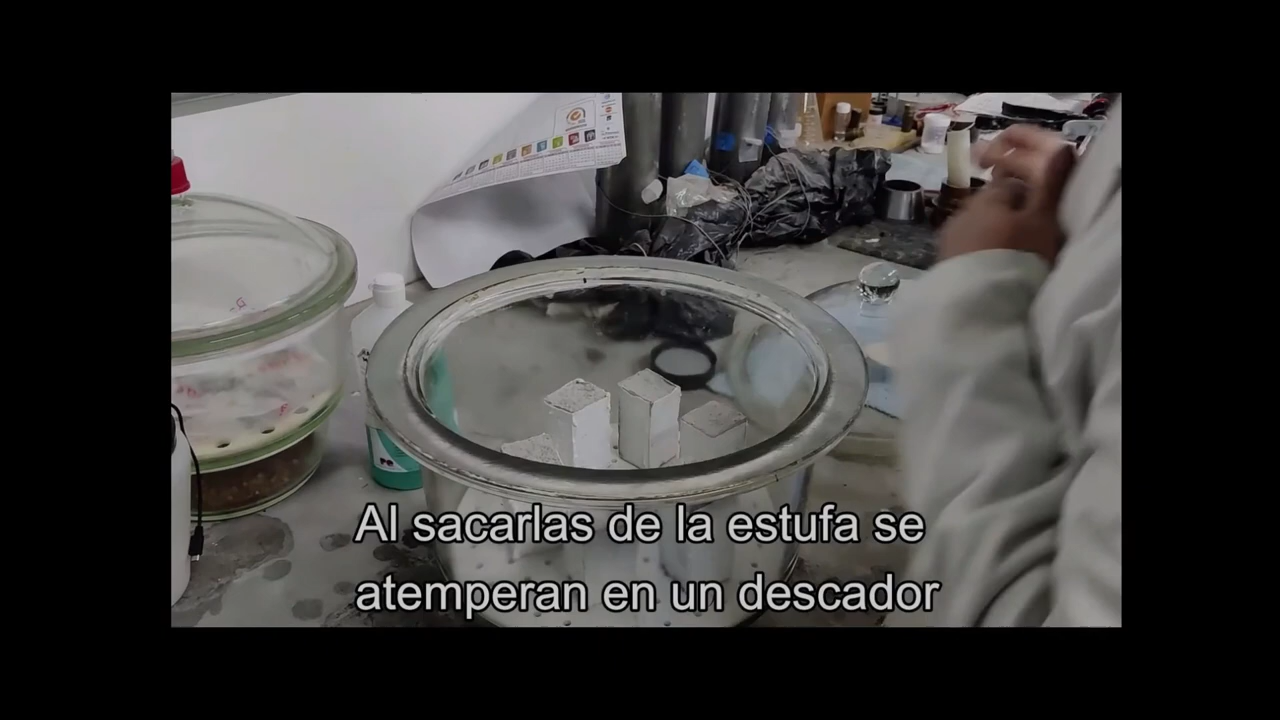 Al sacarlas de la estufa se
atemperan en un descador